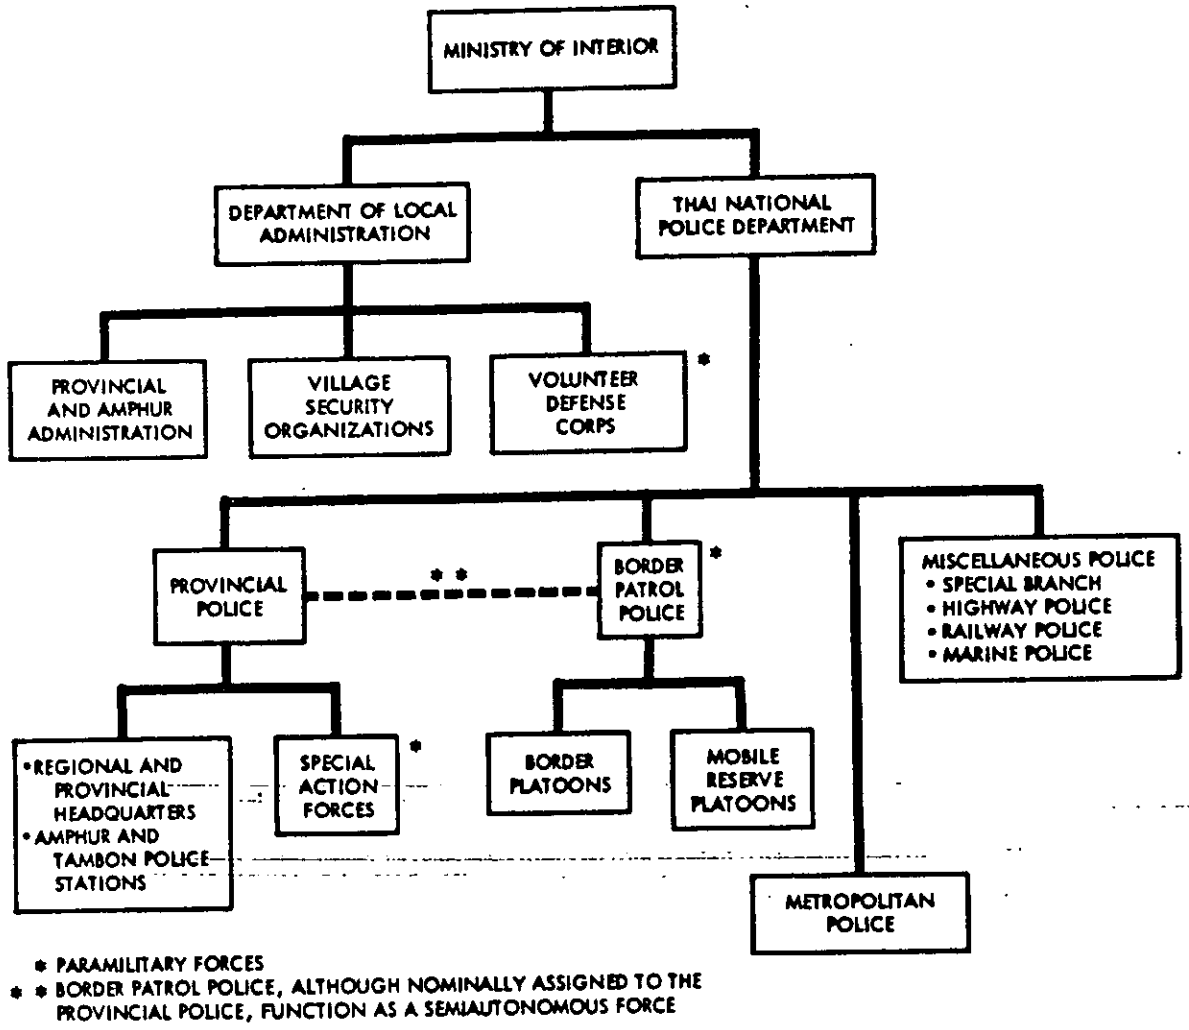 MINISTRY OF INTERIOR
DEPARTMENT OF LOCAL
ADMINISTRATION
THAI NATIONAL
POLICE DEPARTMENT
PROVINCIAL
AND AMPHUR
ADMINISTRATION
VILLAGE
SECURITY
ORGANIZATIONS
VOLUNTEER
DEFENSE
CORPS
*
PROVINCIAL
POLICE
* *
BORDER
PATROL
POLICE
*
MISCELLANEOUS POLICE
• SPECIAL BRANCH
• HIGHWAY POLICE
• RAILWAY POLICE
• MARINE POLICE
• REGIONAL AND
PROVINCIAL
HEADQUARTERS
• AMPHUR AND
TAMBON POLICE
STATIONS
SPECIAL
ACTION
FORCES
*
BORDER
PLATOONS
MOBILE
RESERVE
PLATOONS
METROPOLITAN
POLICE
* PARAMILITARY FORCES
* * BORDER PATROL POLICE, ALTHOUGH NOMINALLY ASSIGNED TO THE
PROVINCIAL POLICE, FUNCTION AS A SEMIAUTONOMOUS FORCE